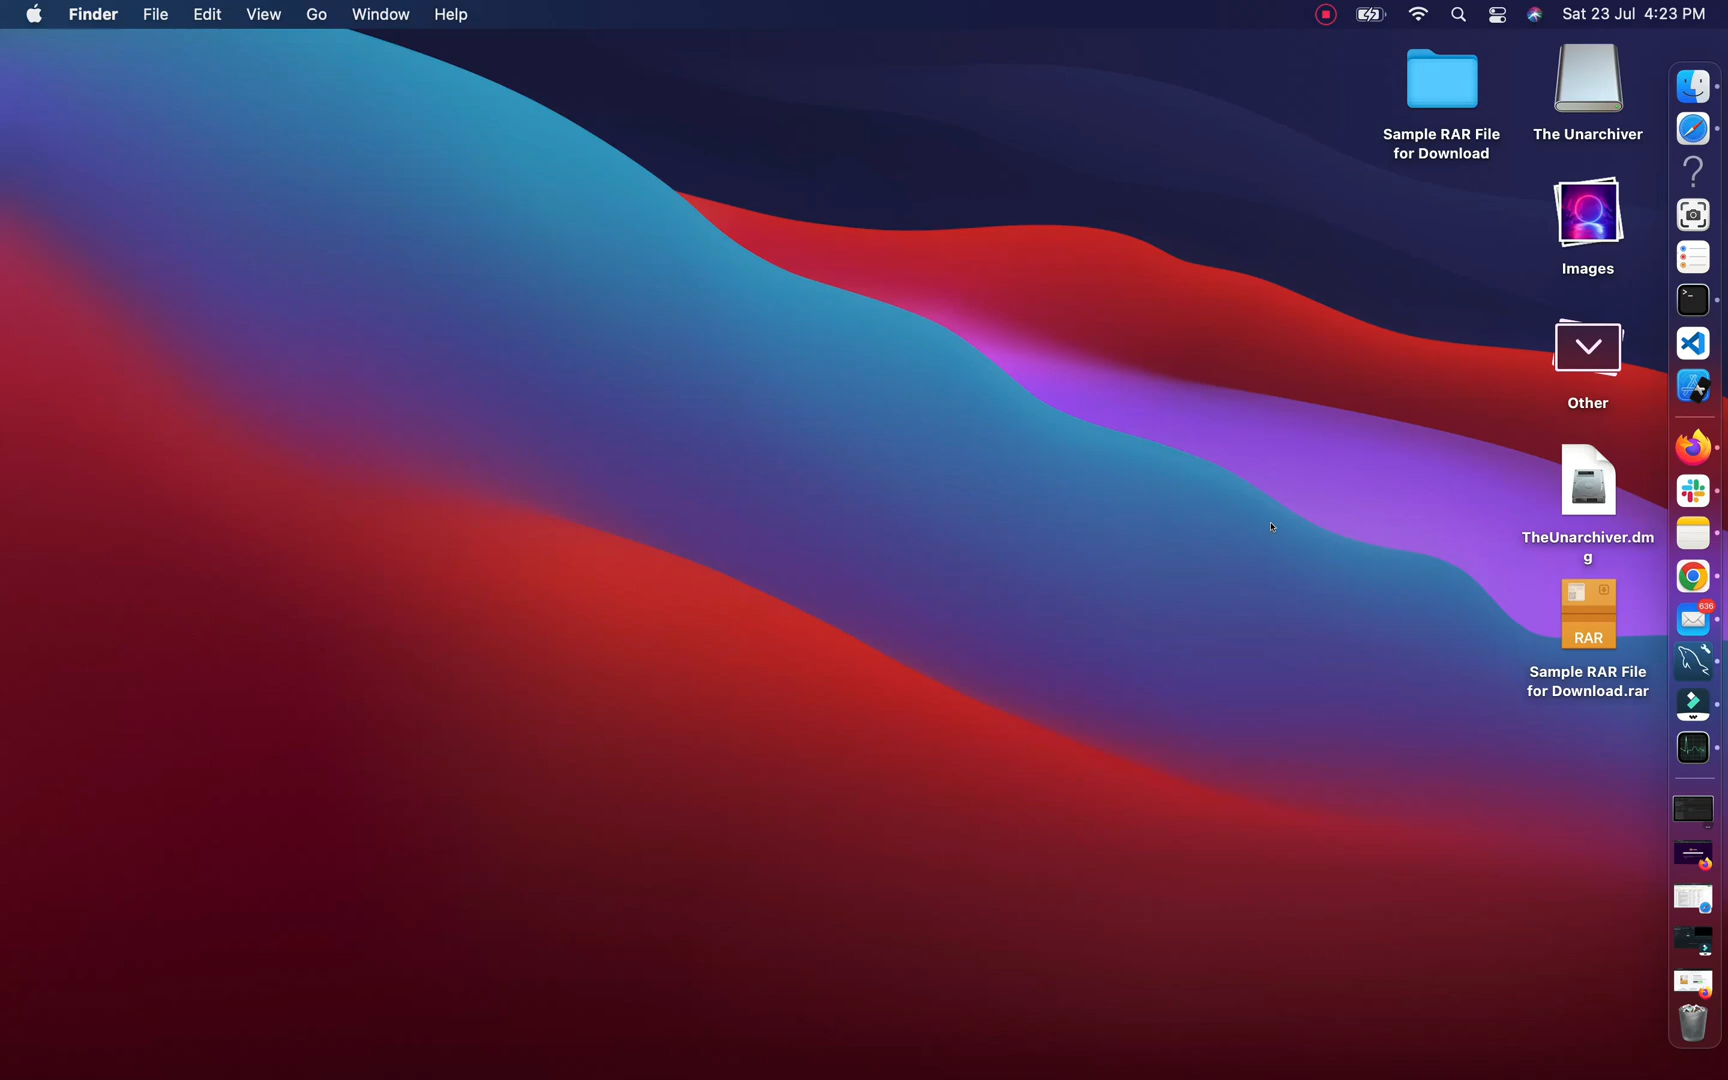 Finder File Edit View Go Window Help Sat 23 Jul 4:23 PM
Sample RAR File
for Download
The Unarchiver
Images
Other
TheUnarchiver.dm
g
RAR
Sample RAR File
for Download.rar
?
>_
636